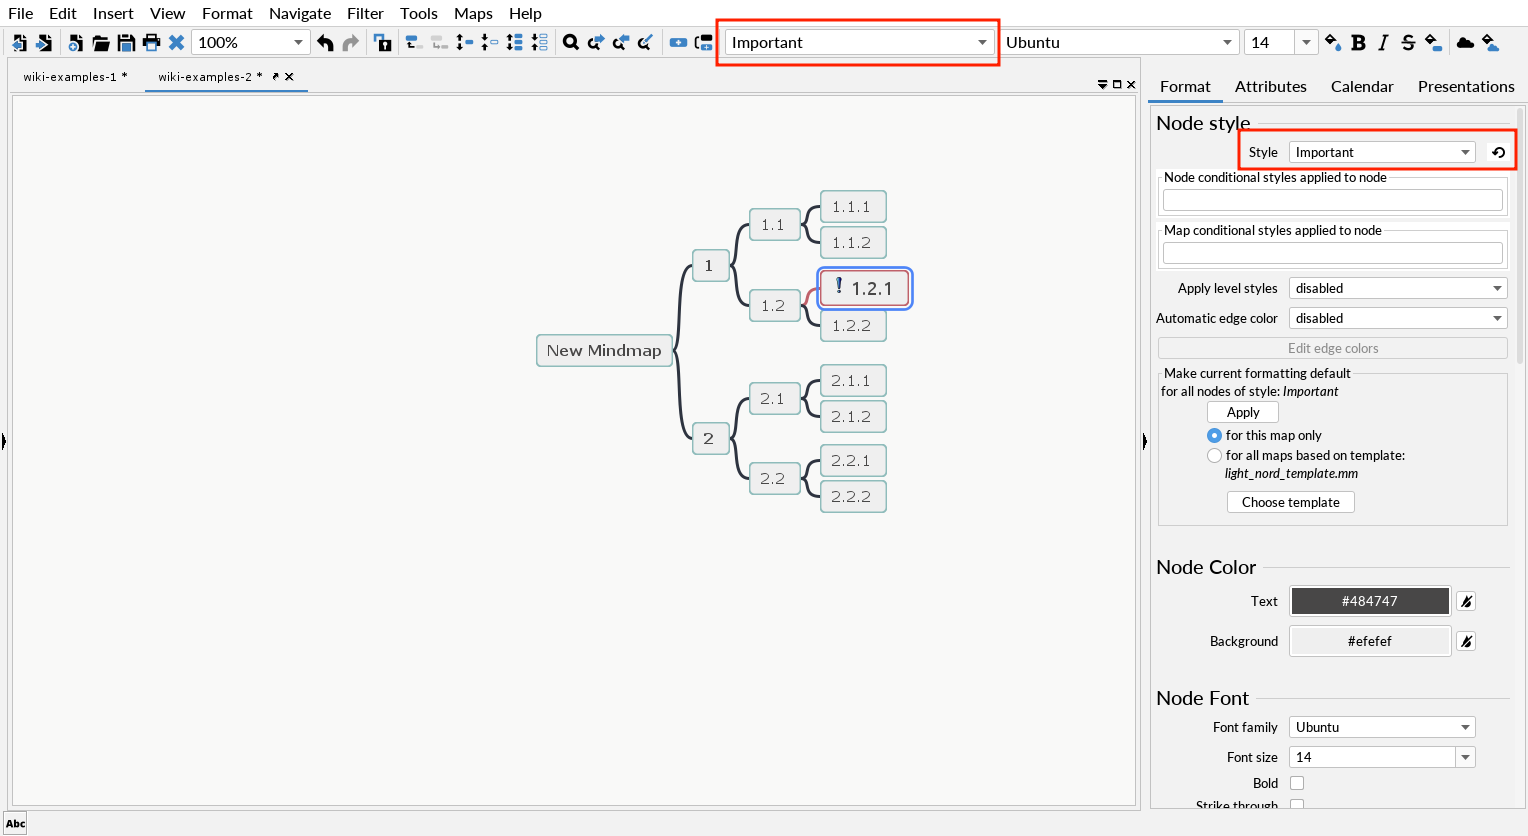 File Edit Insert View Format Navigate Filter Tools Maps Help
100% Important Ubuntu 14 B I S
wiki-examples-1 * wiki-examples-2 *
Format Attributes Calendar Presentations
New Mindmap
1
1.1
1.1.1
1.1.2
1.2
! 1.2.1
1.2.2
2
2.1
2.1.1
2.1.2
2.2
2.2.1
2.2.2
Node style
Style Important
Node conditional styles applied to node
Map conditional styles applied to node
Apply level styles disabled
Automatic edge color disabled
Edit edge colors
Make current formatting default
for all nodes of style: Important
Apply
for this map only
for all maps based on template:
light_nord_template.mm
Choose template
Node Color
Text #484747
Background #efefef
Node Font
Font family Ubuntu
Font size 14
Bold
Strike through
Abc